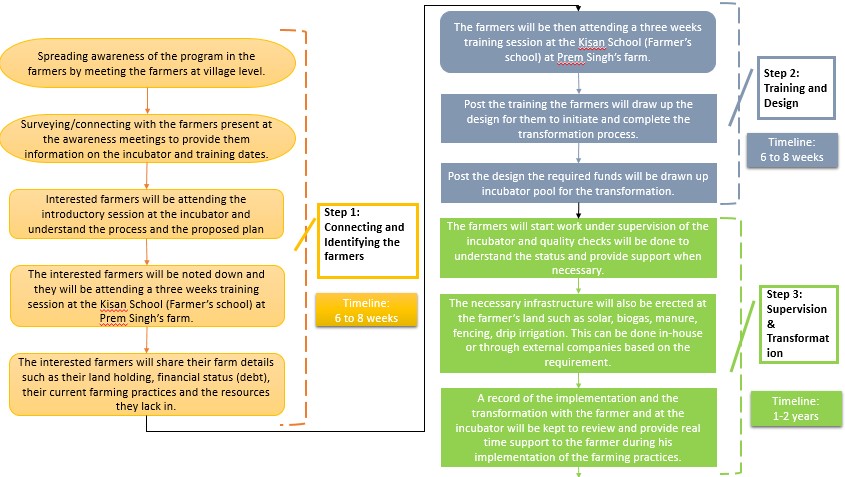 Spreading awareness of the program in the
farmers by meeting the farmers at village level.
Surveying/connecting with the farmers present at
the awareness meetings to provide them
information on the incubator and training dates.
Interested farmers will be attending the
introductory session at the incubator and
understand the process and the proposed plan
The interested farmers will be noted down and
they will be attending a three weeks training
session at the Kisan School (Farmer’s school) at
Prem Singh’s farm.
The interested farmers will share their farm details
such as their land holding, financial status (debt),
their current farming practices and the resources
they lack in.
Step 1:
Connecting and
Identifying the
farmers
Timeline:
6 to 8 weeks
The farmers will be then attending a three weeks
training session at the Kisan School (Farmer’s
school) at Prem Singh’s farm.
Post the training the farmers will draw up the
design for them to initiate and complete the
transformation process.
Post the design the required funds will be drawn up
incubator pool for the transformation.
Step 2:
Training and
Design
Timeline:
6 to 8 weeks
The farmers will start work under supervision of the
incubator and quality checks will be done to
understand the status and provide support when
necessary.
The necessary infrastructure will also be erected at
the farmer’s land such as solar, biogas, manure,
fencing, drip irrigation. This can be done in-house
or through external companies based on the
requirement.
A record of the implementation and the
transformation with the farmer and at the
incubator will be kept to review and provide real
time support to the farmer during his
implementation of the farming practices.
Step 3:
Supervision
&
Transformat
ion
Timeline:
1-2 years